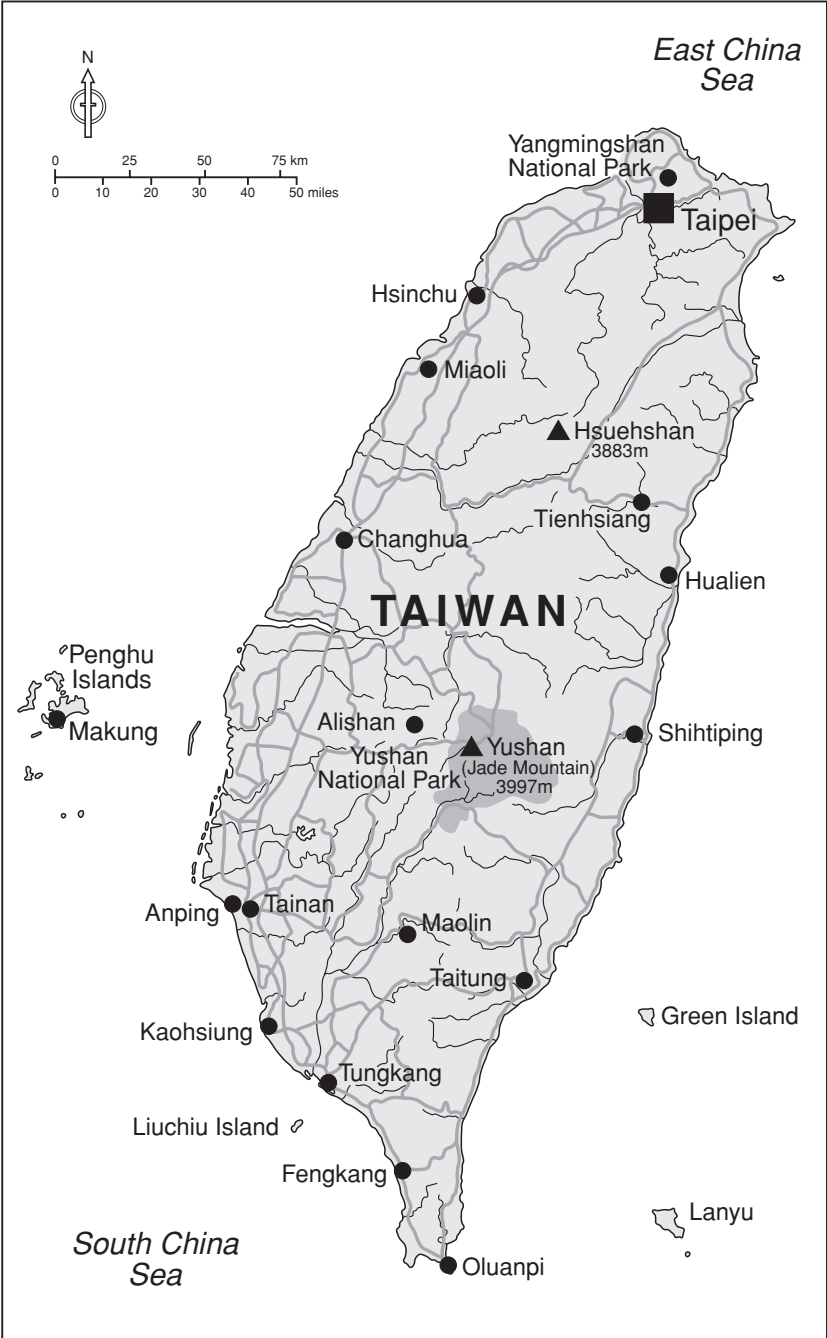 East China
Sea
N
0 25 50 75 km
0 10 20 30 40 50 miles
Yangmingshan
National Park
Taipei
Hsinchu
Miaoli
Hsuehshan
3883m
Tienhsiang
Changhua
Hualien
TAIWAN
Penghu
Islands
Makung
Alishan
Yushan
(Jade Mountain)
3997m
Yushan
National Park
Shihtiping
Anping
Tainan
Maolin
Taitung
Green Island
Kaohsiung
Tungkang
Liuchiu Island
Fengkang
Lanyu
South China
Sea
Oluanpi